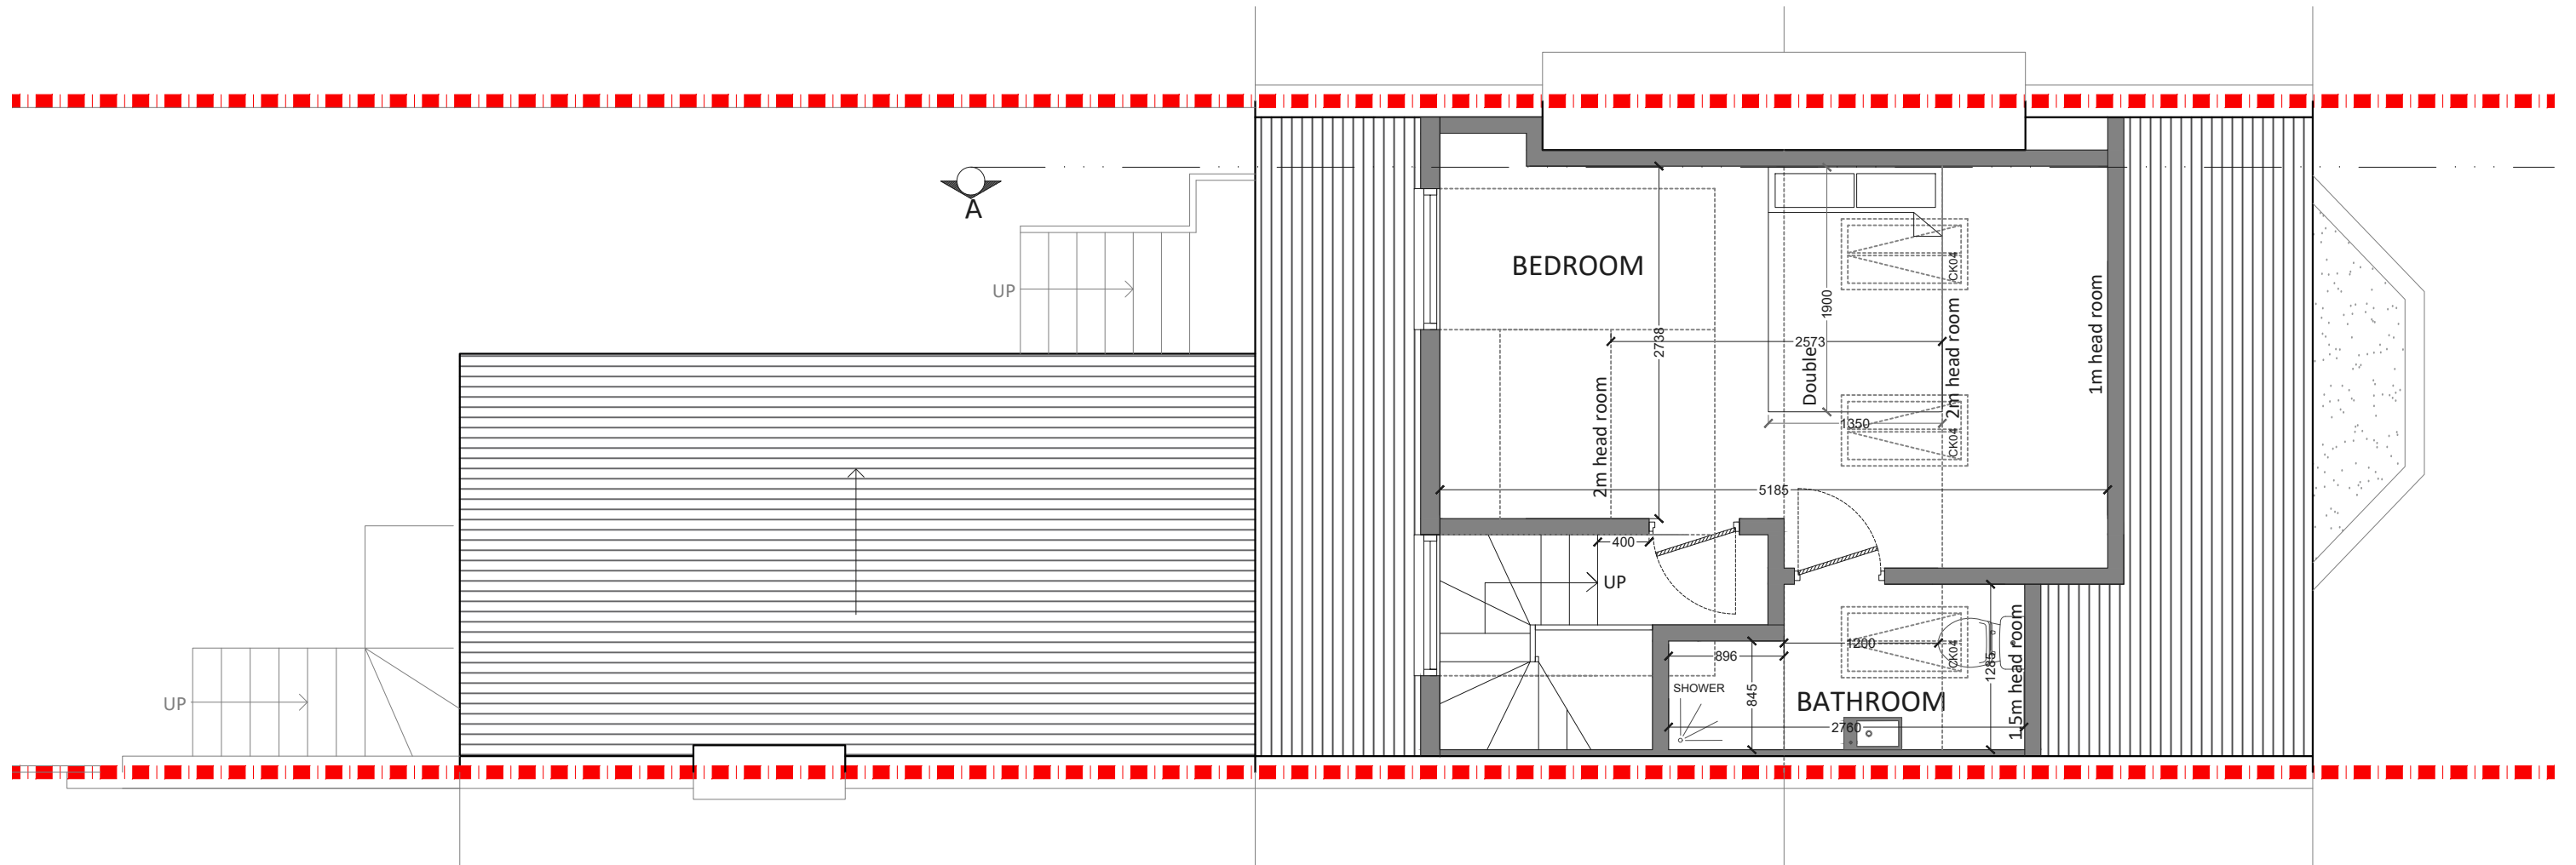 A
UP
BEDROOM
CK04
1900
2738
2573
Double
2m head room
1m head room
2m head room
1350
CK04
5185
400
UP
1200
896
CK04
1285
1.5m head room
SHOWER
845
BATHROOM
2760
UP